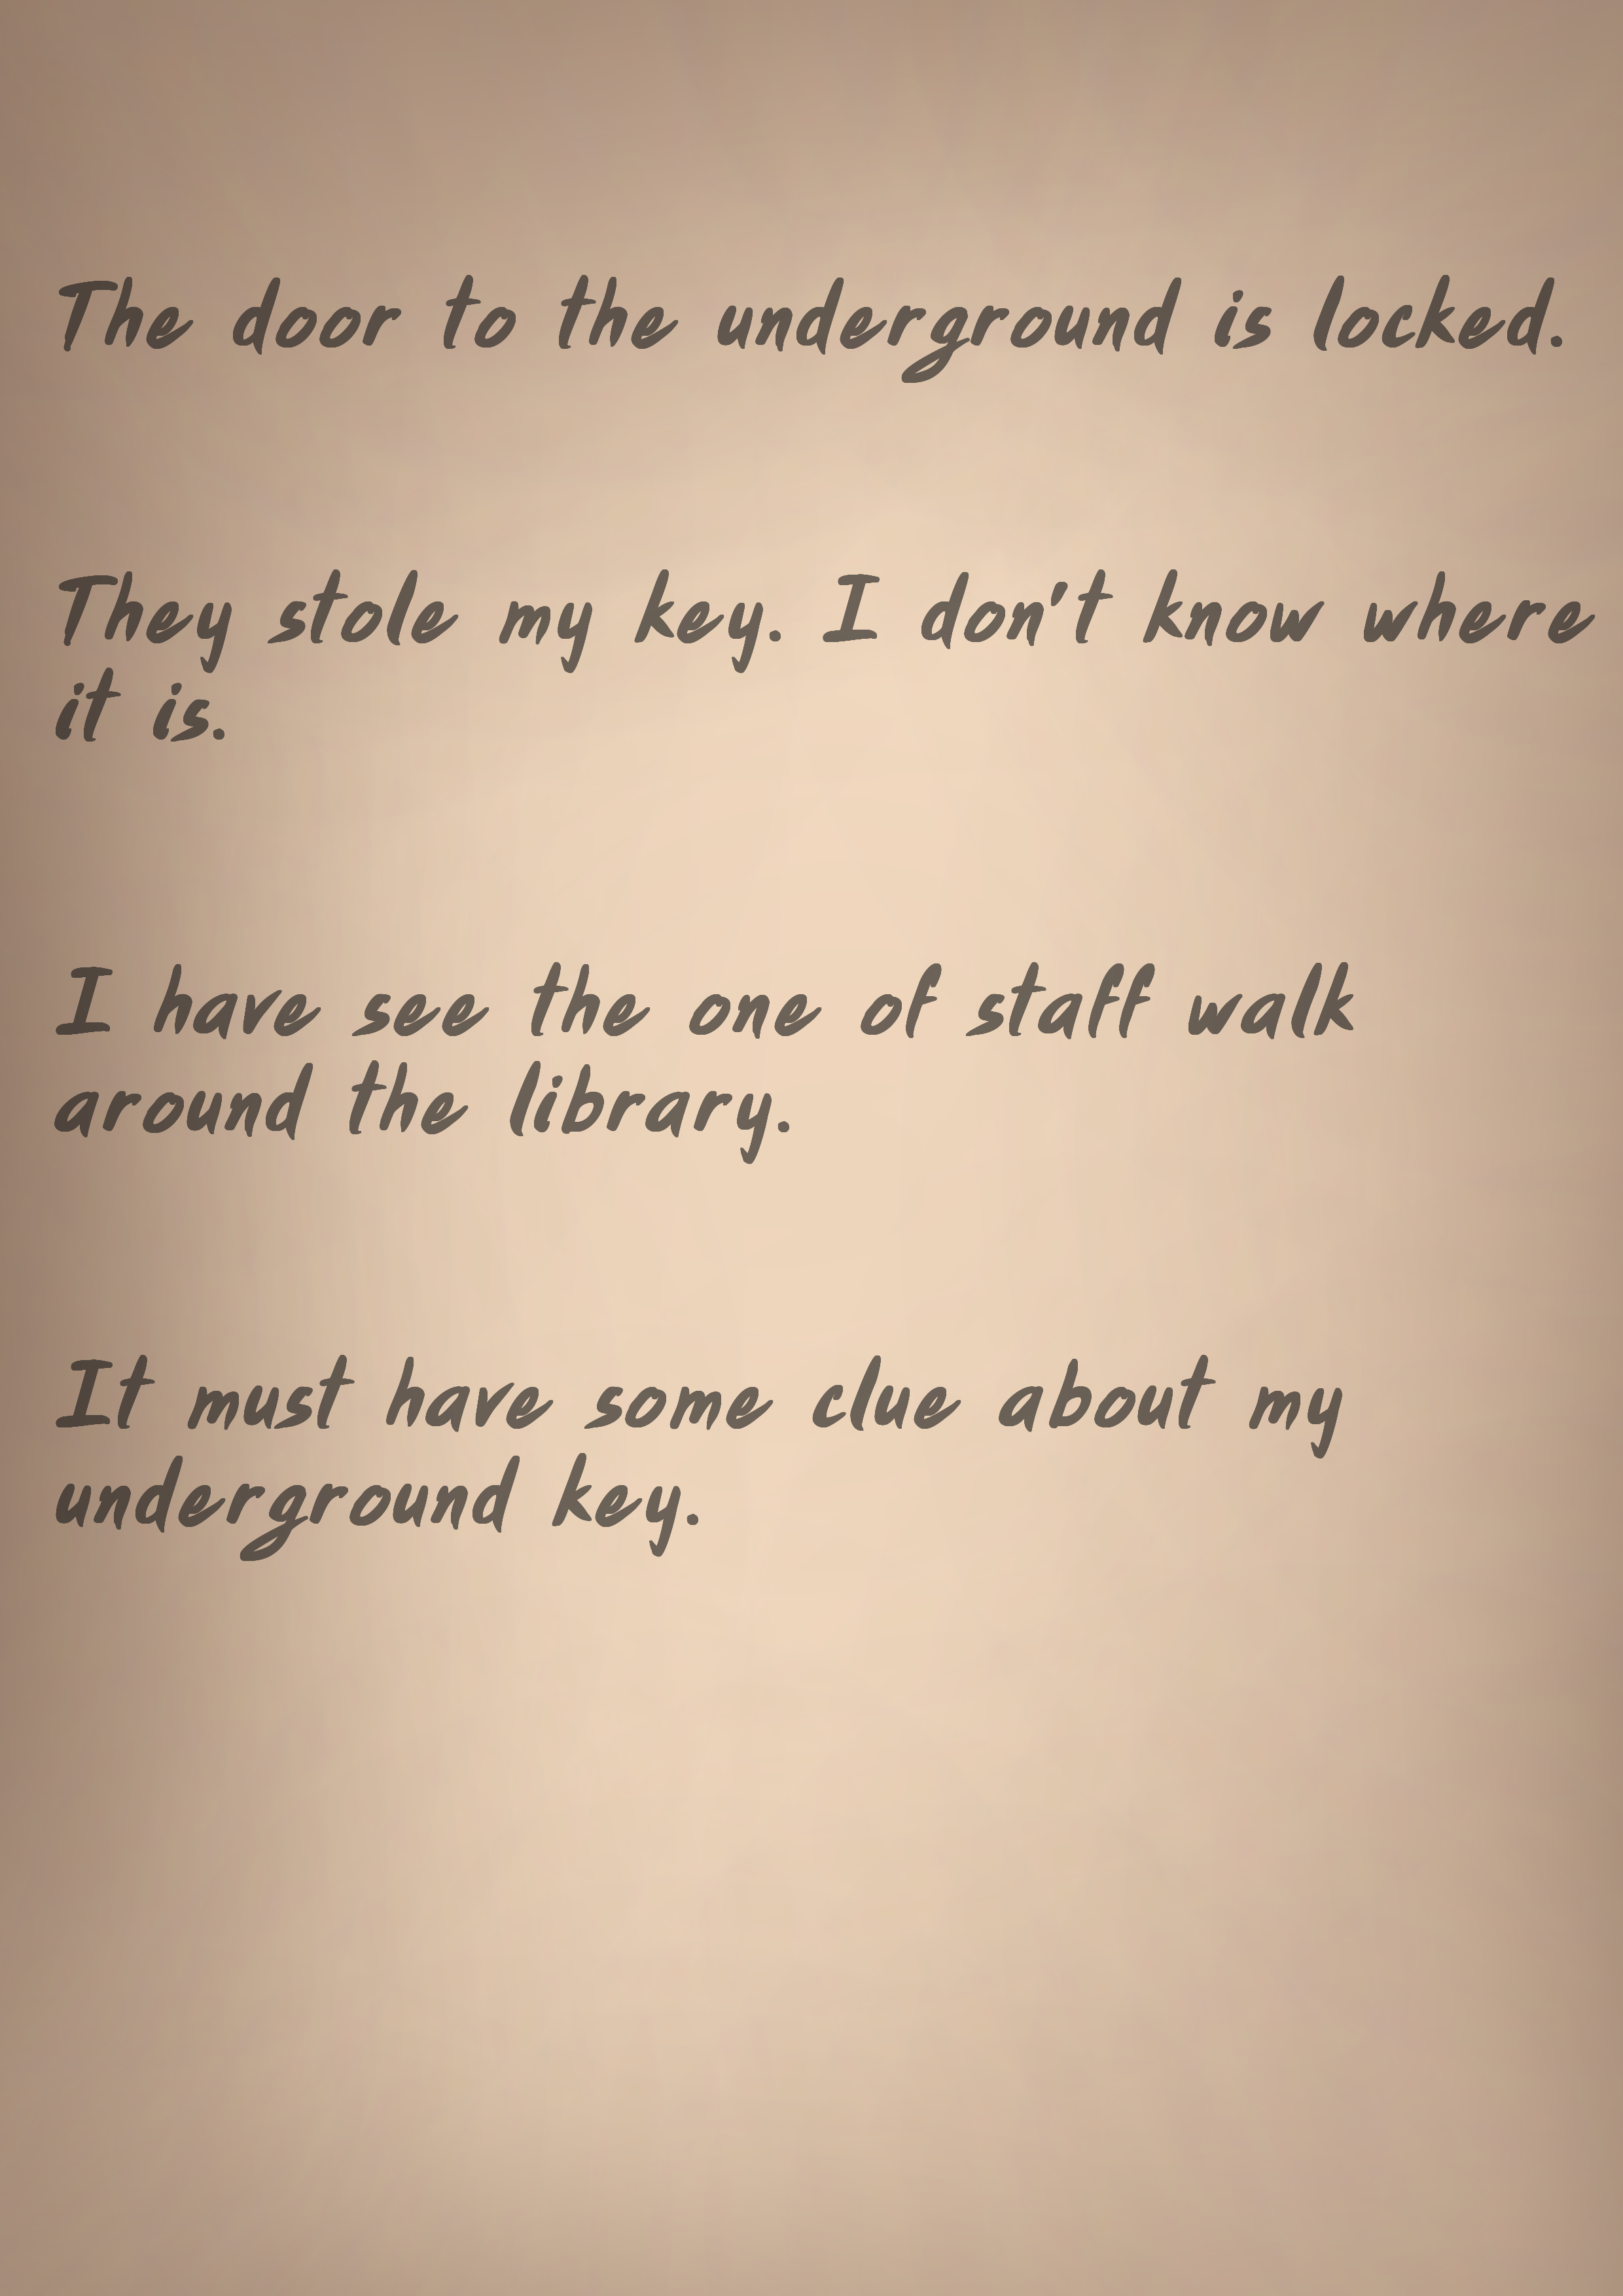 The door to the underground is locked.
They stole my key. I don't know where
it is.
I have see the one of staff walk
around the library.
It must have some clue about my
underground key.